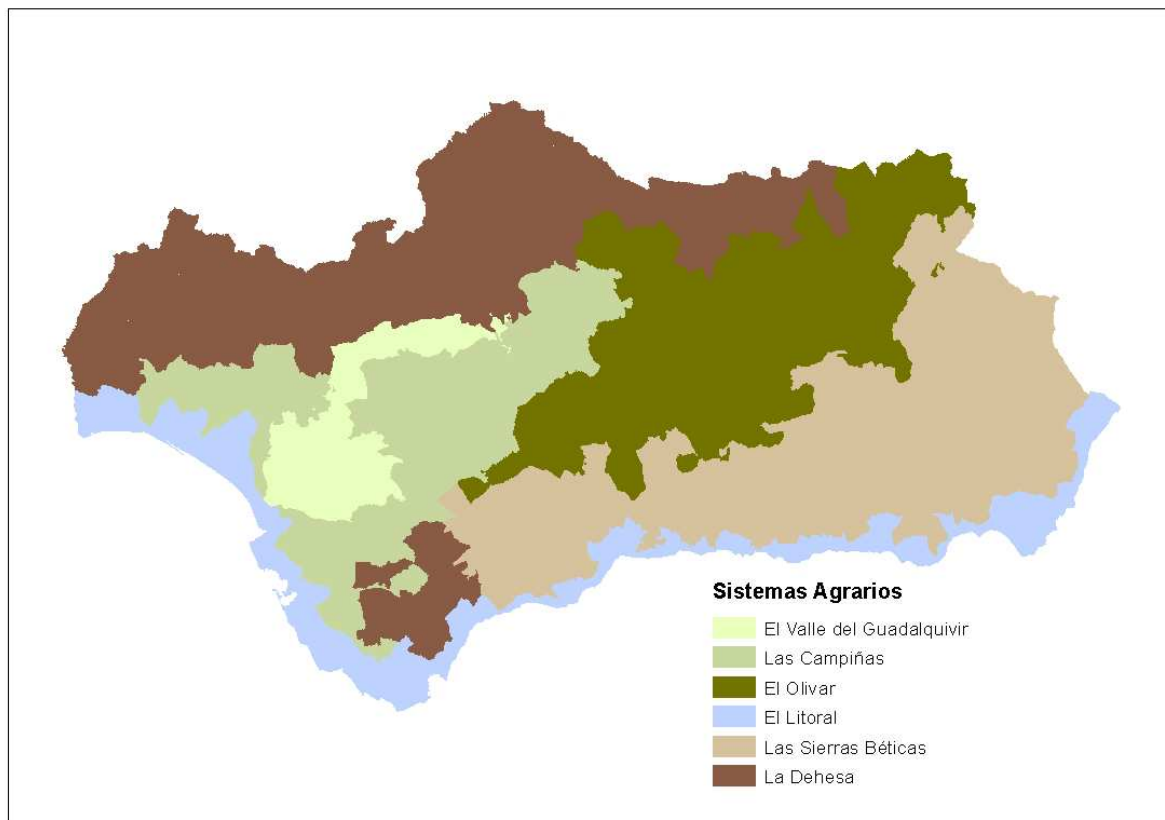 Sistemas Agrarios
El Valle del Guadalquivir
Las Campiñas
El Olivar
El Litoral
Las Sierras Béticas
La Dehesa